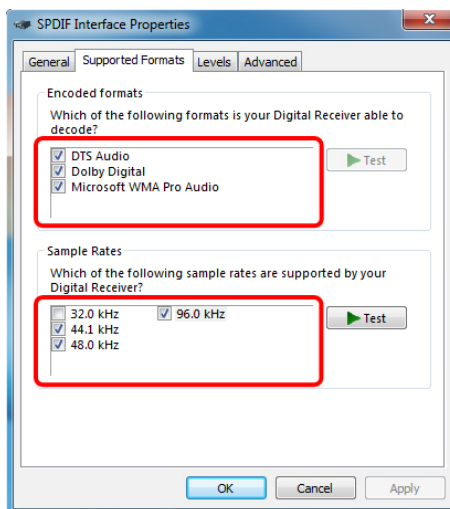 SPDIF Interface Properties
General Supported Formats Levels Advanced
Encoded formats
Which of the following formats is your Digital Receiver able to
decode?
DTS Audio
Test
Dolby Digital
Microsoft WMA Pro Audio
Sample Rates
Which of the following sample rates are supported by your
Digital Receiver?
32.0 kHz 96.0 kHz
Test
44.1 kHz
48.0 kHz
OK Cancel Apply